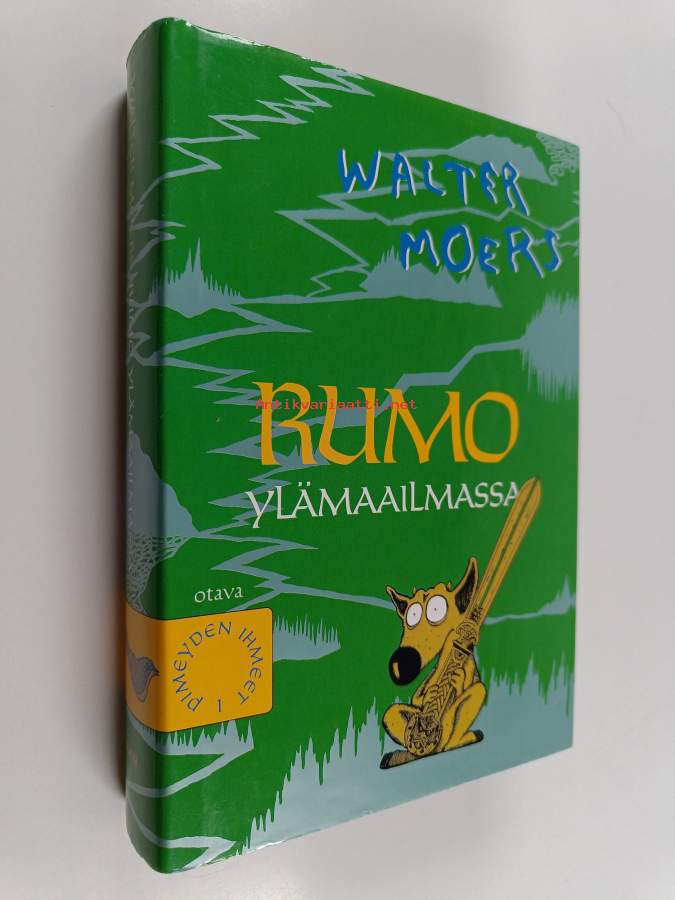 WALTER
MOERS
RUMO
Antikvariaatti.net
YLÄMAAILMASSA
otava
PIMEYDEN IHMEET
1